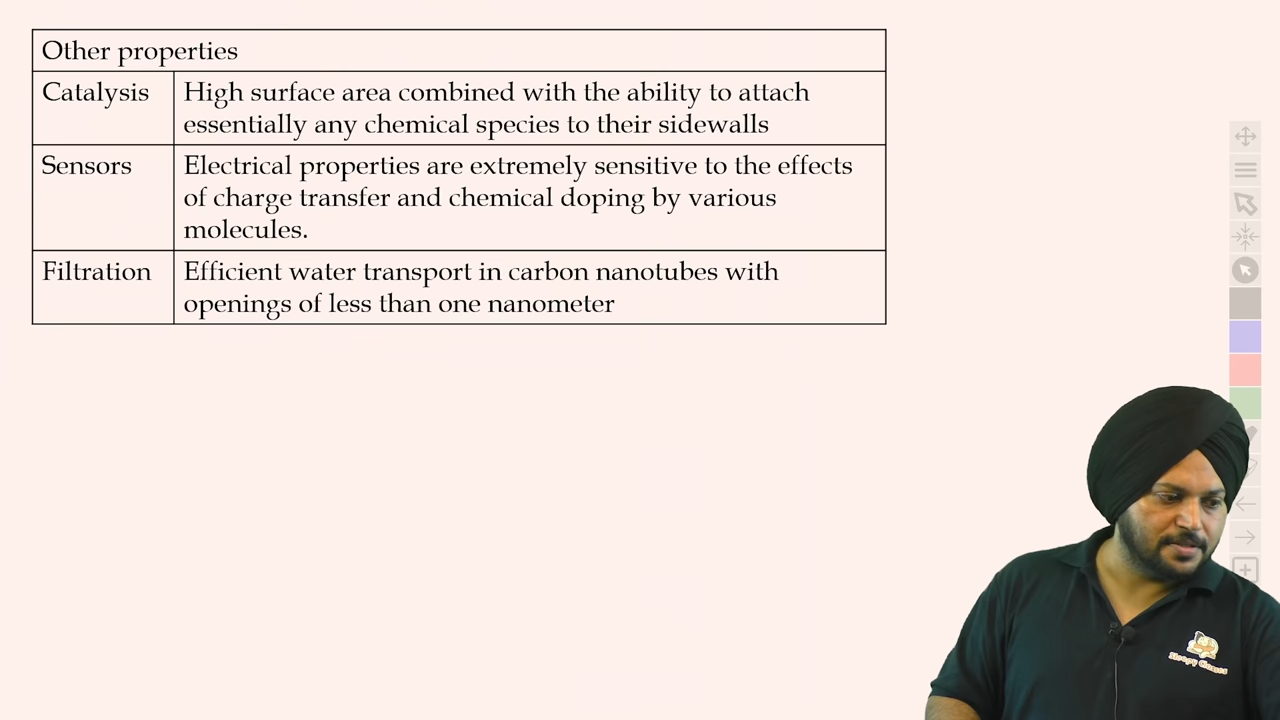 Other properties
Catalysis
High surface area combined with the ability to attach
essentially any chemical species to their sidewalls
Sensors
Electrical properties are extremely sensitive to the effects
of charge transfer and chemical doping by various
molecules.
Filtration
Efficient water transport in carbon nanotubes with
openings of less than one nanometer
Sleepy Classes